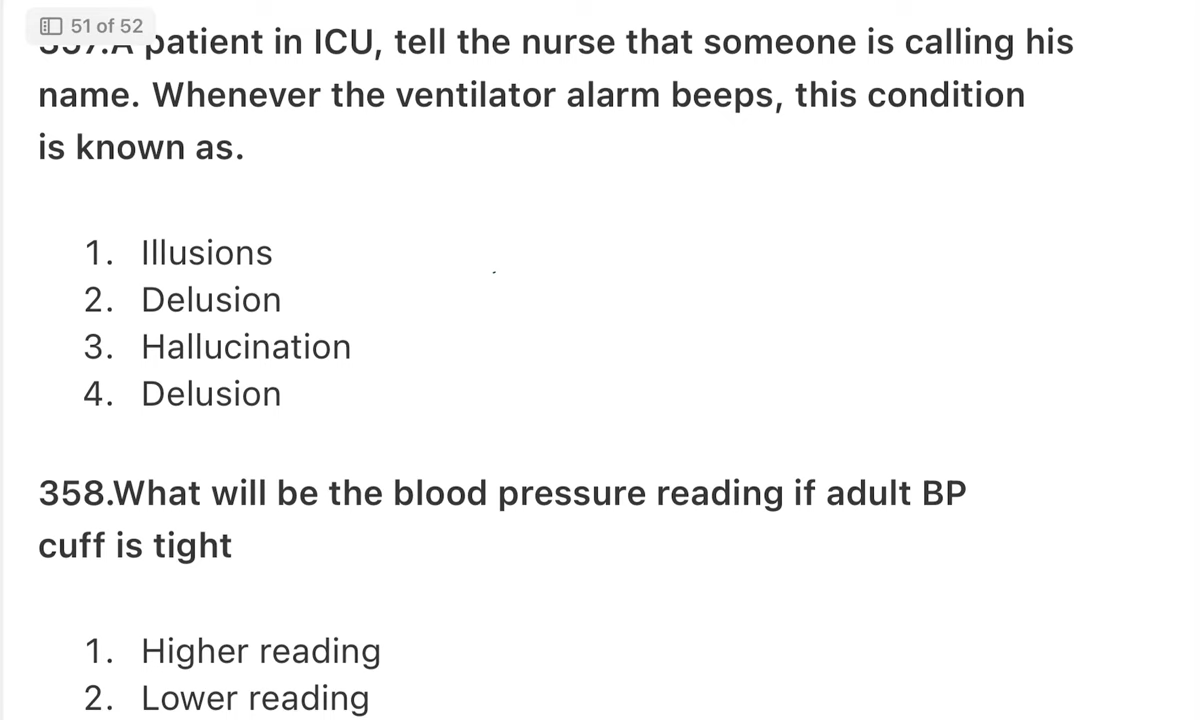 51 of 52
patient in ICU, tell the nurse that someone is calling his
name. Whenever the ventilator alarm beeps, this condition
is known as.
1. Illusions
2. Delusion
3. Hallucination
4. Delusion
358.What will be the blood pressure reading if adult BP
cuff is tight
1. Higher reading
2. Lower reading